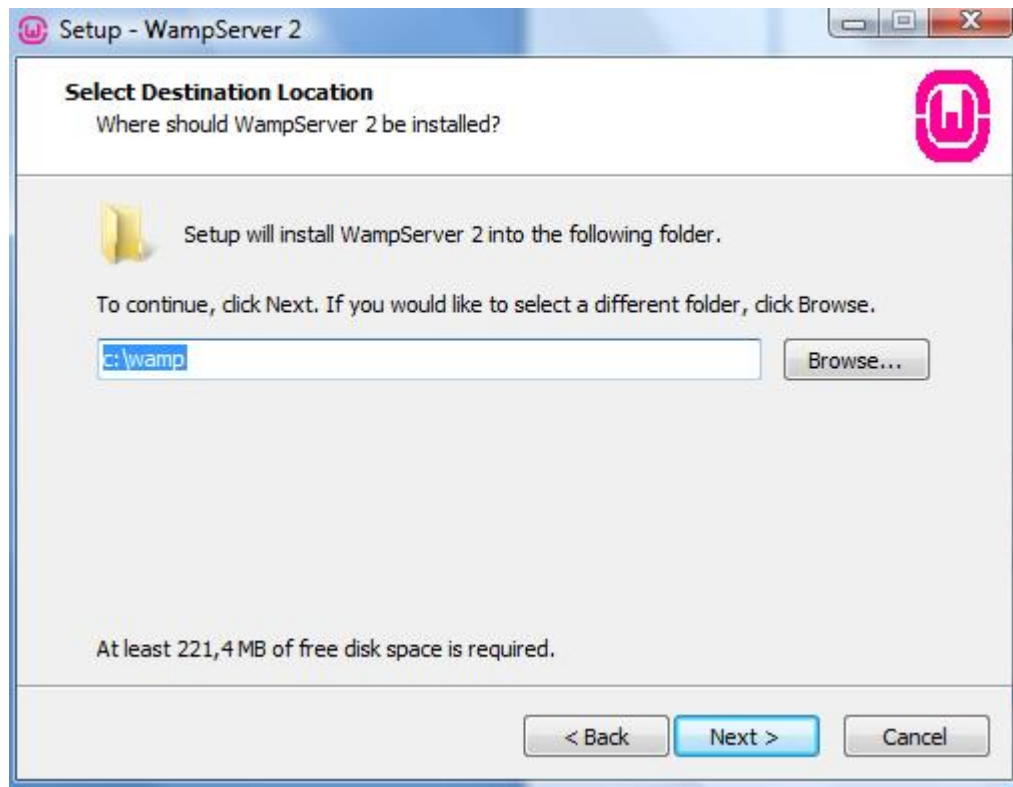 Setup - WampServer 2
Select Destination Location
Where should WampServer 2 be installed?
Setup will install WampServer 2 into the following folder.
To continue, click Next. If you would like to select a different folder, click Browse.
c:\wamp
Browse...
At least 221,4 MB of free disk space is required.
< Back
Next >
Cancel